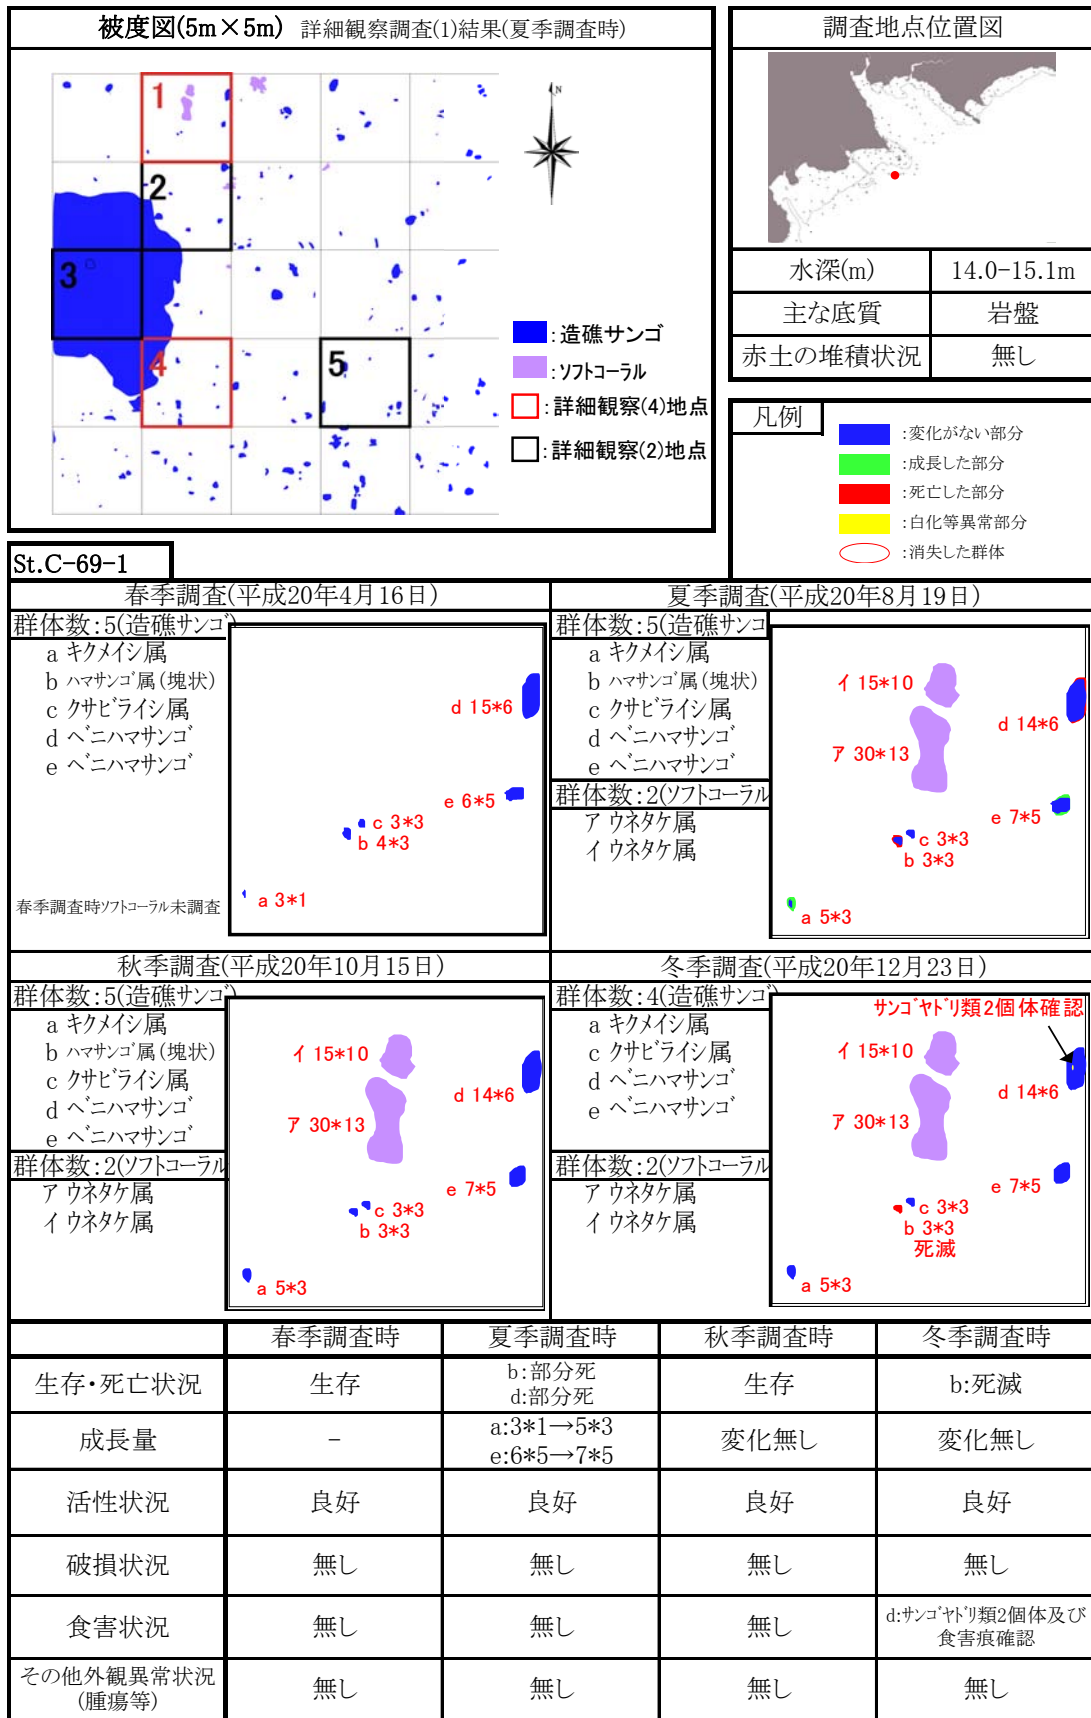 被度図(5m×5m) 詳細観察調査(1)結果(夏季調査時)
1
2
3
4
5
N
:造礁サンゴ
:ソフトコーラル
:詳細観察(4)地点
:詳細観察(2)地点
調査地点位置図
水深(m) 14.0-15.1m
主な底質 岩盤
赤土の堆積状況 無し
凡例
:変化がない部分
:成長した部分
:死亡した部分
:白化等異常部分
:消失した群体
St.C-69-1
春季調査(平成20年4月16日)
群体数:5(造礁サンゴ)
a キクメイシ属
b ハマサンゴ属(塊状)
c クサビライシ属
d ベニハマサンゴ
e ベニハマサンゴ
春季調査時ソフトコーラル未調査
d 15*6
e 6*5
c 3*3
b 4*3
a 3*1
夏季調査(平成20年8月19日)
群体数:5(造礁サンゴ
a キクメイシ属
b ハマサンゴ属(塊状)
c クサビライシ属
d ベニハマサンゴ
e ベニハマサンゴ
群体数:2(ソフトコーラル
ア ウネタケ属
イ ウネタケ属
イ 15*10
d 14*6
ア 30*13
e 7*5
c 3*3
b 3*3
a 5*3
秋季調査(平成20年10月15日)
群体数:5(造礁サンゴ)
a キクメイシ属
b ハマサンゴ属(塊状)
c クサビライシ属
d ベニハマサンゴ
e ベニハマサンゴ
群体数:2(ソフトコーラル
ア ウネタケ属
イ ウネタケ属
イ 15*10
d 14*6
ア 30*13
e 7*5
c 3*3
b 3*3
a 5*3
冬季調査(平成20年12月23日)
群体数:4(造礁サンゴ)
a キクメイシ属
c クサビライシ属
d ベニハマサンゴ
e ベニハマサンゴ
群体数:2(ソフトコーラル
ア ウネタケ属
イ ウネタケ属
サンゴヤドリ類2個体確認
イ 15*10
d 14*6
ア 30*13
e 7*5
c 3*3
b 3*3
死滅
a 5*3
春季調査時 夏季調査時 秋季調査時 冬季調査時
生存・死亡状況 生存 b:部分死 d:部分死 生存 b:死滅
成長量 - a:3*1→5*3 e:6*5→7*5 変化無し 変化無し
活性状況 良好 良好 良好 良好
破損状況 無し 無し 無し 無し
食害状況 無し 無し 無し d:サンゴヤドリ類2個体及び食害痕確認
その他外観異常状況(腫瘍等) 無し 無し 無し 無し